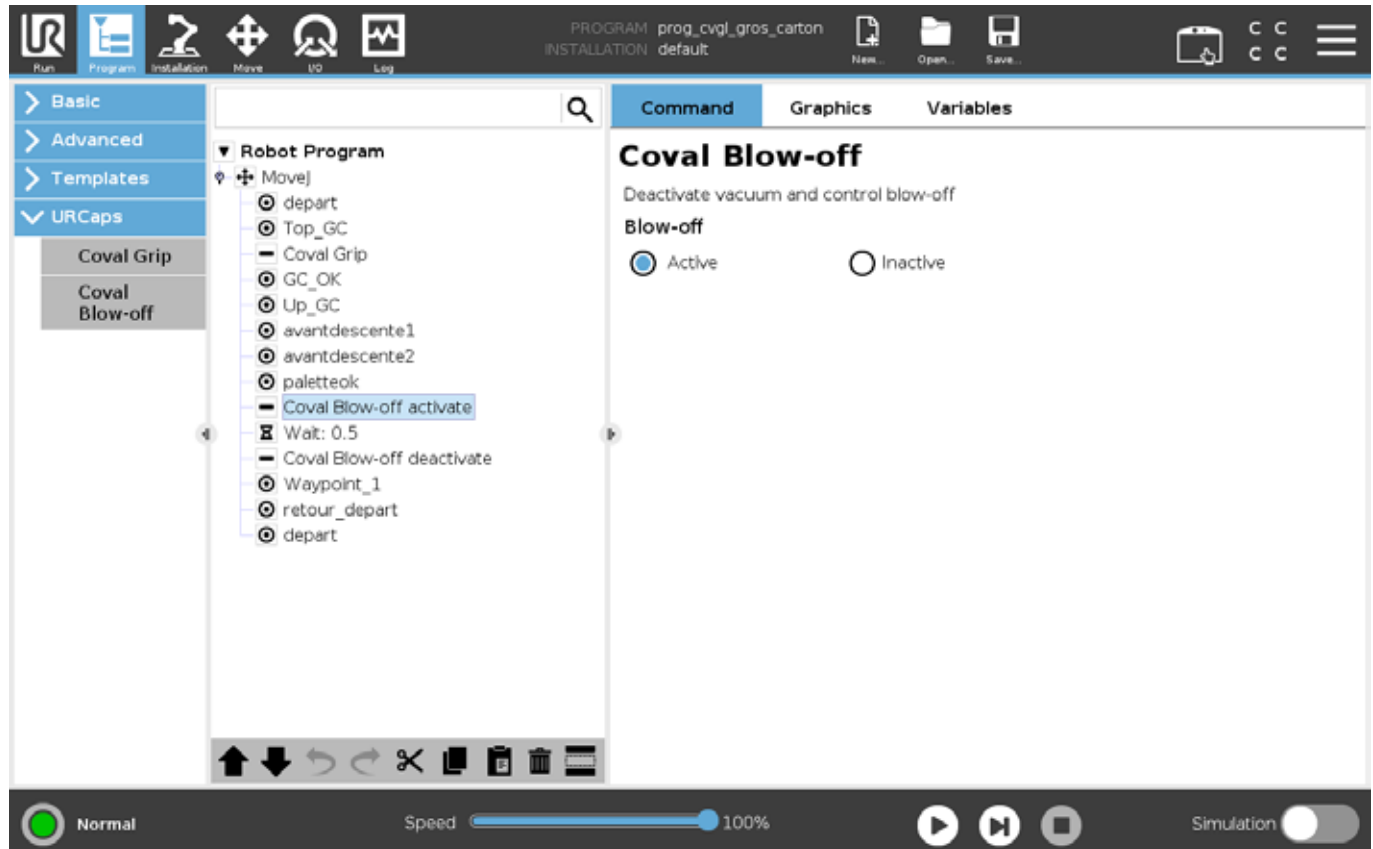 UR
PROGRAM prog_cvgl_gros_carton
INSTALLATION default
Run Program Installation Move I/O Log New... Open... Save...
C C
C C
Basic
Advanced
Templates
URCaps
Coval Grip
Coval
Blow-off
Robot Program
MoveJ
depart
Top_GC
Coval Grip
GC_OK
Up_GC
avantdescente1
avantdescente2
paletteok
Coval Blow-off activate
Wait: 0.5
Coval Blow-off deactivate
Waypoint_1
retour_depart
depart
Command Graphics Variables
Coval Blow-off
Deactivate vacuum and control blow-off
Blow-off
Active Inactive
Normal Speed 100% Simulation